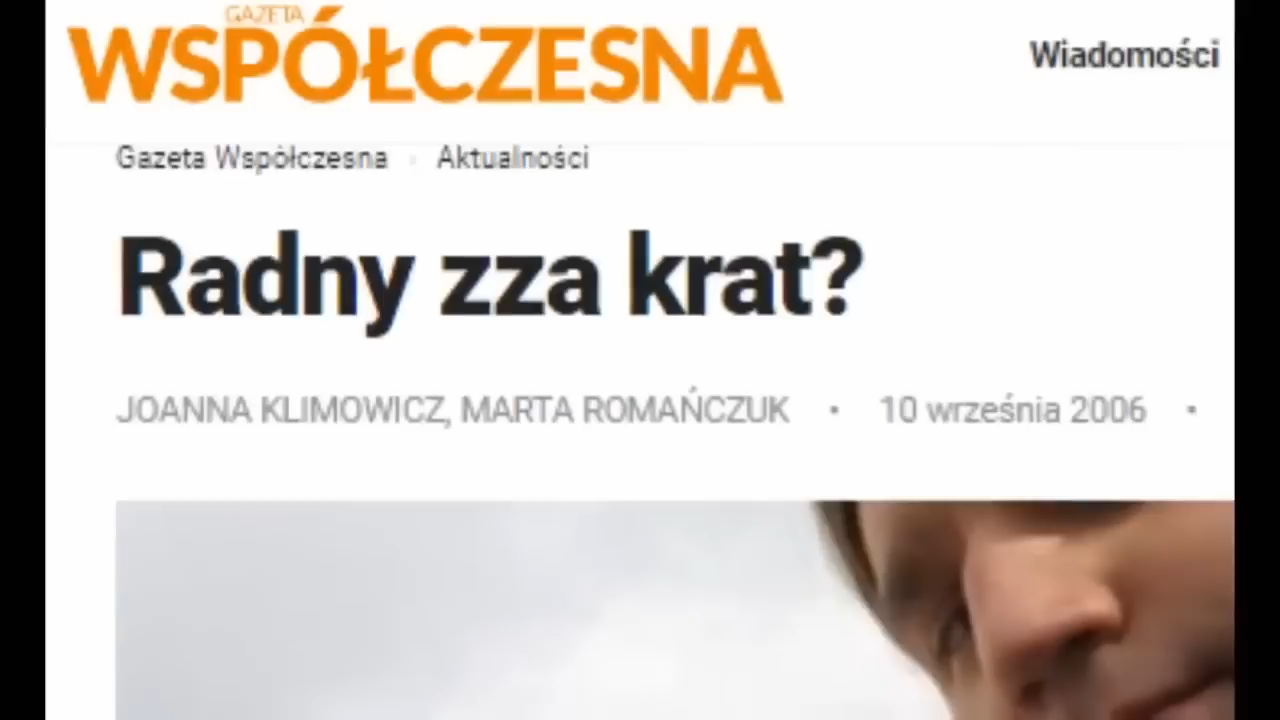 GAZETA
WSPÓŁCZESNA
Wiadomości
Gazeta Współczesna Aktualności
Radny zza krat?
JOANNA KLIMOWICZ, MARTA ROMAŃCZUK • 10 września 2006 •